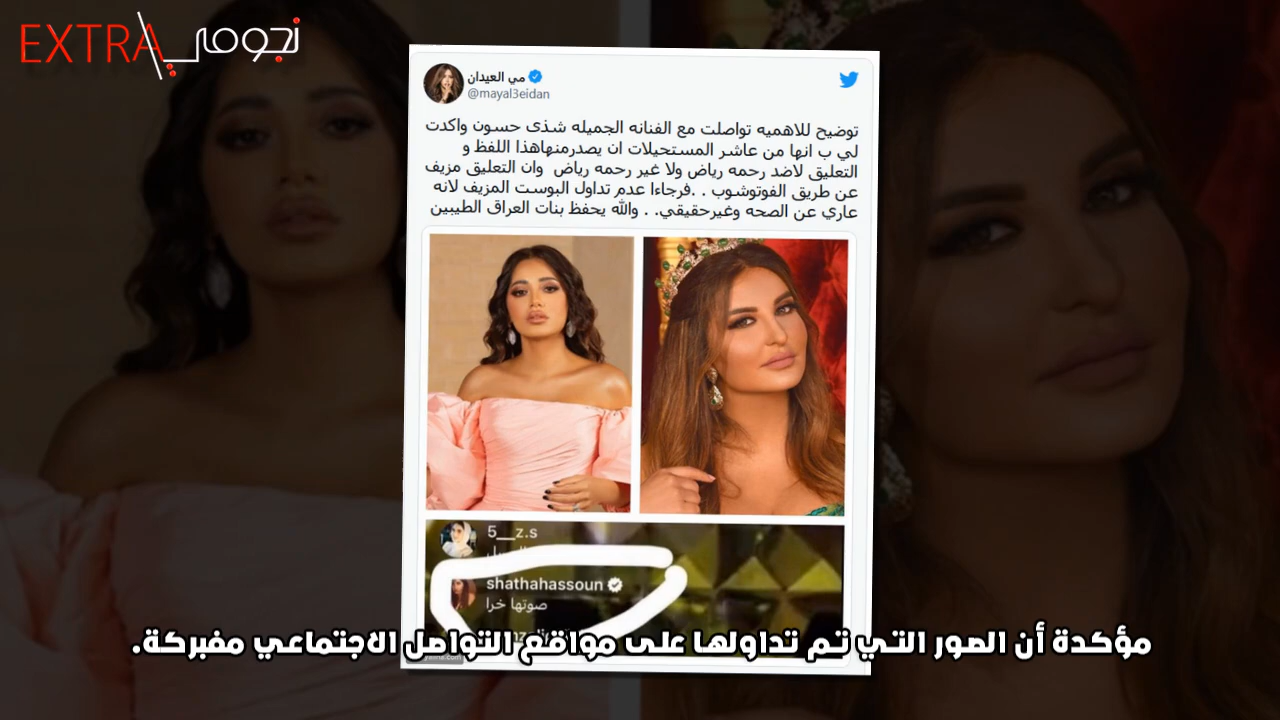 EXTRA نجومي
مي العيدان
@mayal3eidan
توضيح للاهميه تواصلت مع الفنانه الجميله شذى حسون واكدت
لي ب انها من عاشر المستحيلات ان يصدرمنهاهذا اللفظ و
التعليق لاضد رحمه رياض ولا غير رحمه رياض وان التعليق مزيف
عن طريق الفوتوشوب . .فرجاءا عدم تداول البوست المزيف لانه
عاري عن الصحه وغيرحقيقي. . والله يحفظ بنات العراق الطيبين
5__z.s
shathahassoun
صوتها خرا
مؤكدة أن الصور التي تم تداولها على مواقع التواصل الاجتماعي مفبركة.